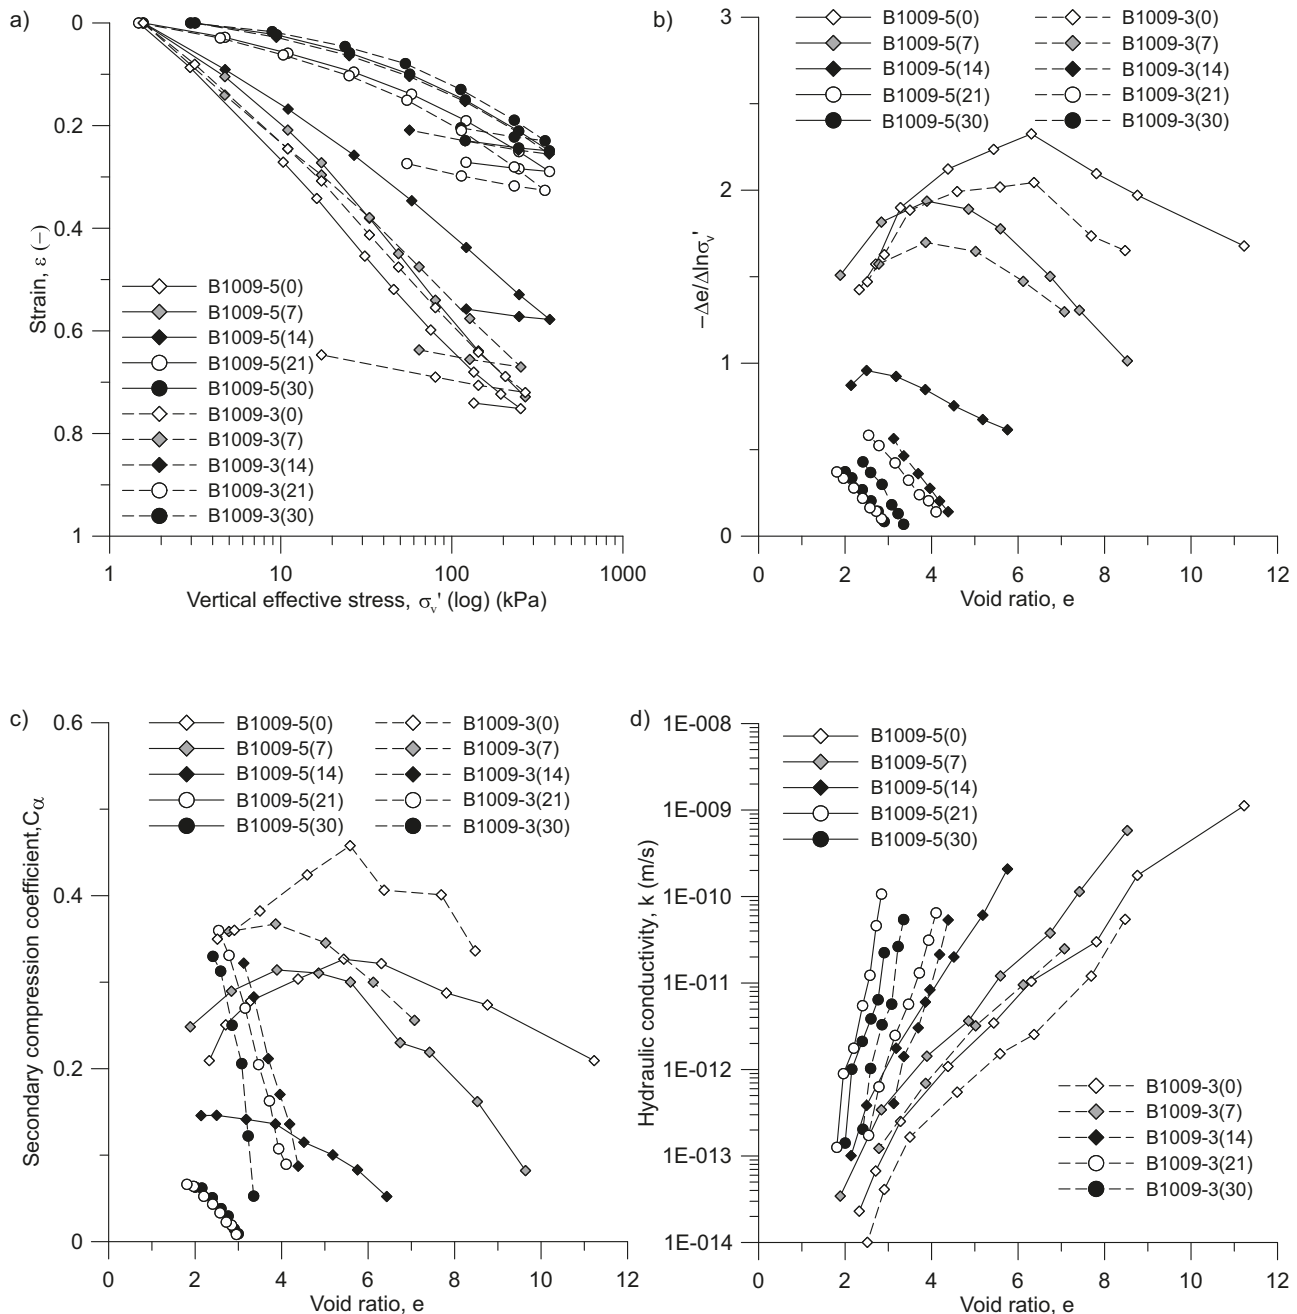 a)
0
0.2
0.4
0.6
0.8
1
Strain, ε (−)
B1009-5(0)
B1009-5(7)
B1009-5(14)
B1009-5(21)
B1009-5(30)
B1009-3(0)
B1009-3(7)
B1009-3(14)
B1009-3(21)
B1009-3(30)
1 10 100 1000
Vertical effective stress, σv' (log) (kPa)
b)
3
2
1
0
−Δe/Δlnσv'
B1009-5(0) B1009-3(0)
B1009-5(7) B1009-3(7)
B1009-5(14) B1009-3(14)
B1009-5(21) B1009-3(21)
B1009-5(30) B1009-3(30)
0 2 4 6 8 10 12
Void ratio, e
c)
0.6
0.4
0.2
0
Secondary compression coefficient,Cα
B1009-5(0) B1009-3(0)
B1009-5(7) B1009-3(7)
B1009-5(14) B1009-3(14)
B1009-5(21) B1009-3(21)
B1009-5(30) B1009-3(30)
0 2 4 6 8 10 12
Void ratio, e
d)
1E-008
1E-009
1E-010
1E-011
1E-012
1E-013
1E-014
Hydraulic conductivity, k (m/s)
B1009-5(0)
B1009-5(7)
B1009-5(14)
B1009-5(21)
B1009-5(30)
B1009-3(0)
B1009-3(7)
B1009-3(14)
B1009-3(21)
B1009-3(30)
0 2 4 6 8 10 12
Void ratio, e